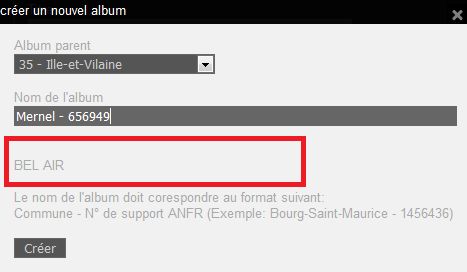 créer un nouvel album
Album parent
35 - Ille-et-Vilaine
Nom de l'album
Mernel - 656949
BEL AIR
Le nom de l'album doit corespondre au format suivant:
Commune - N° de support ANFR (Exemple: Bourg-Saint-Maurice - 1456436)
Créer